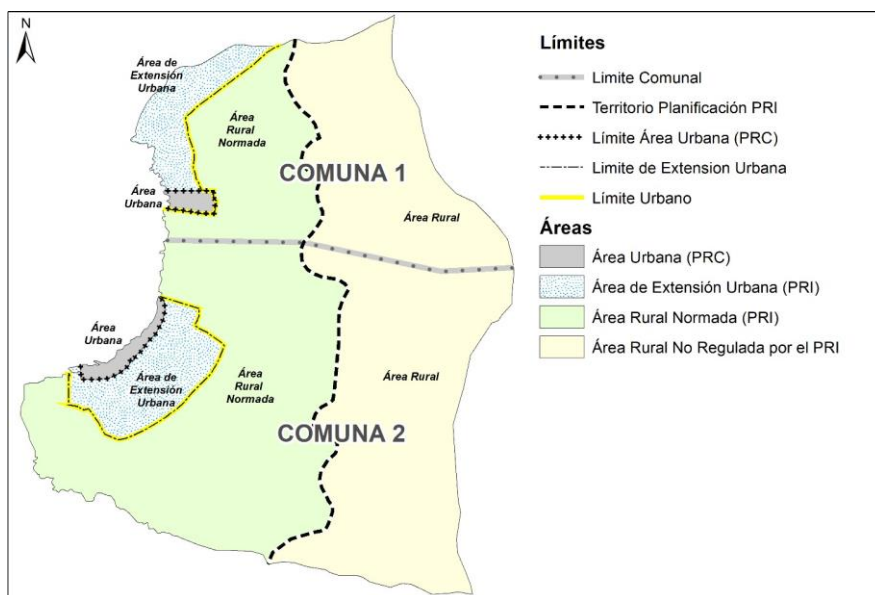 N
Área de
Extensión
Urbana
Área
Rural
Normada
COMUNA 1
Área
Urbana
Área Rural
Área
Urbana
Área de
Extensión
Urbana
Área
Rural
Normada
Área Rural
COMUNA 2
Límites
Limite Comunal
Territorio Planificación PRI
Límite Área Urbana (PRC)
Limite de Extension Urbana
Límite Urbano
Áreas
Área Urbana (PRC)
Área de Extensión Urbana (PRI)
Área Rural Normada (PRI)
Área Rural No Regulada por el PRI